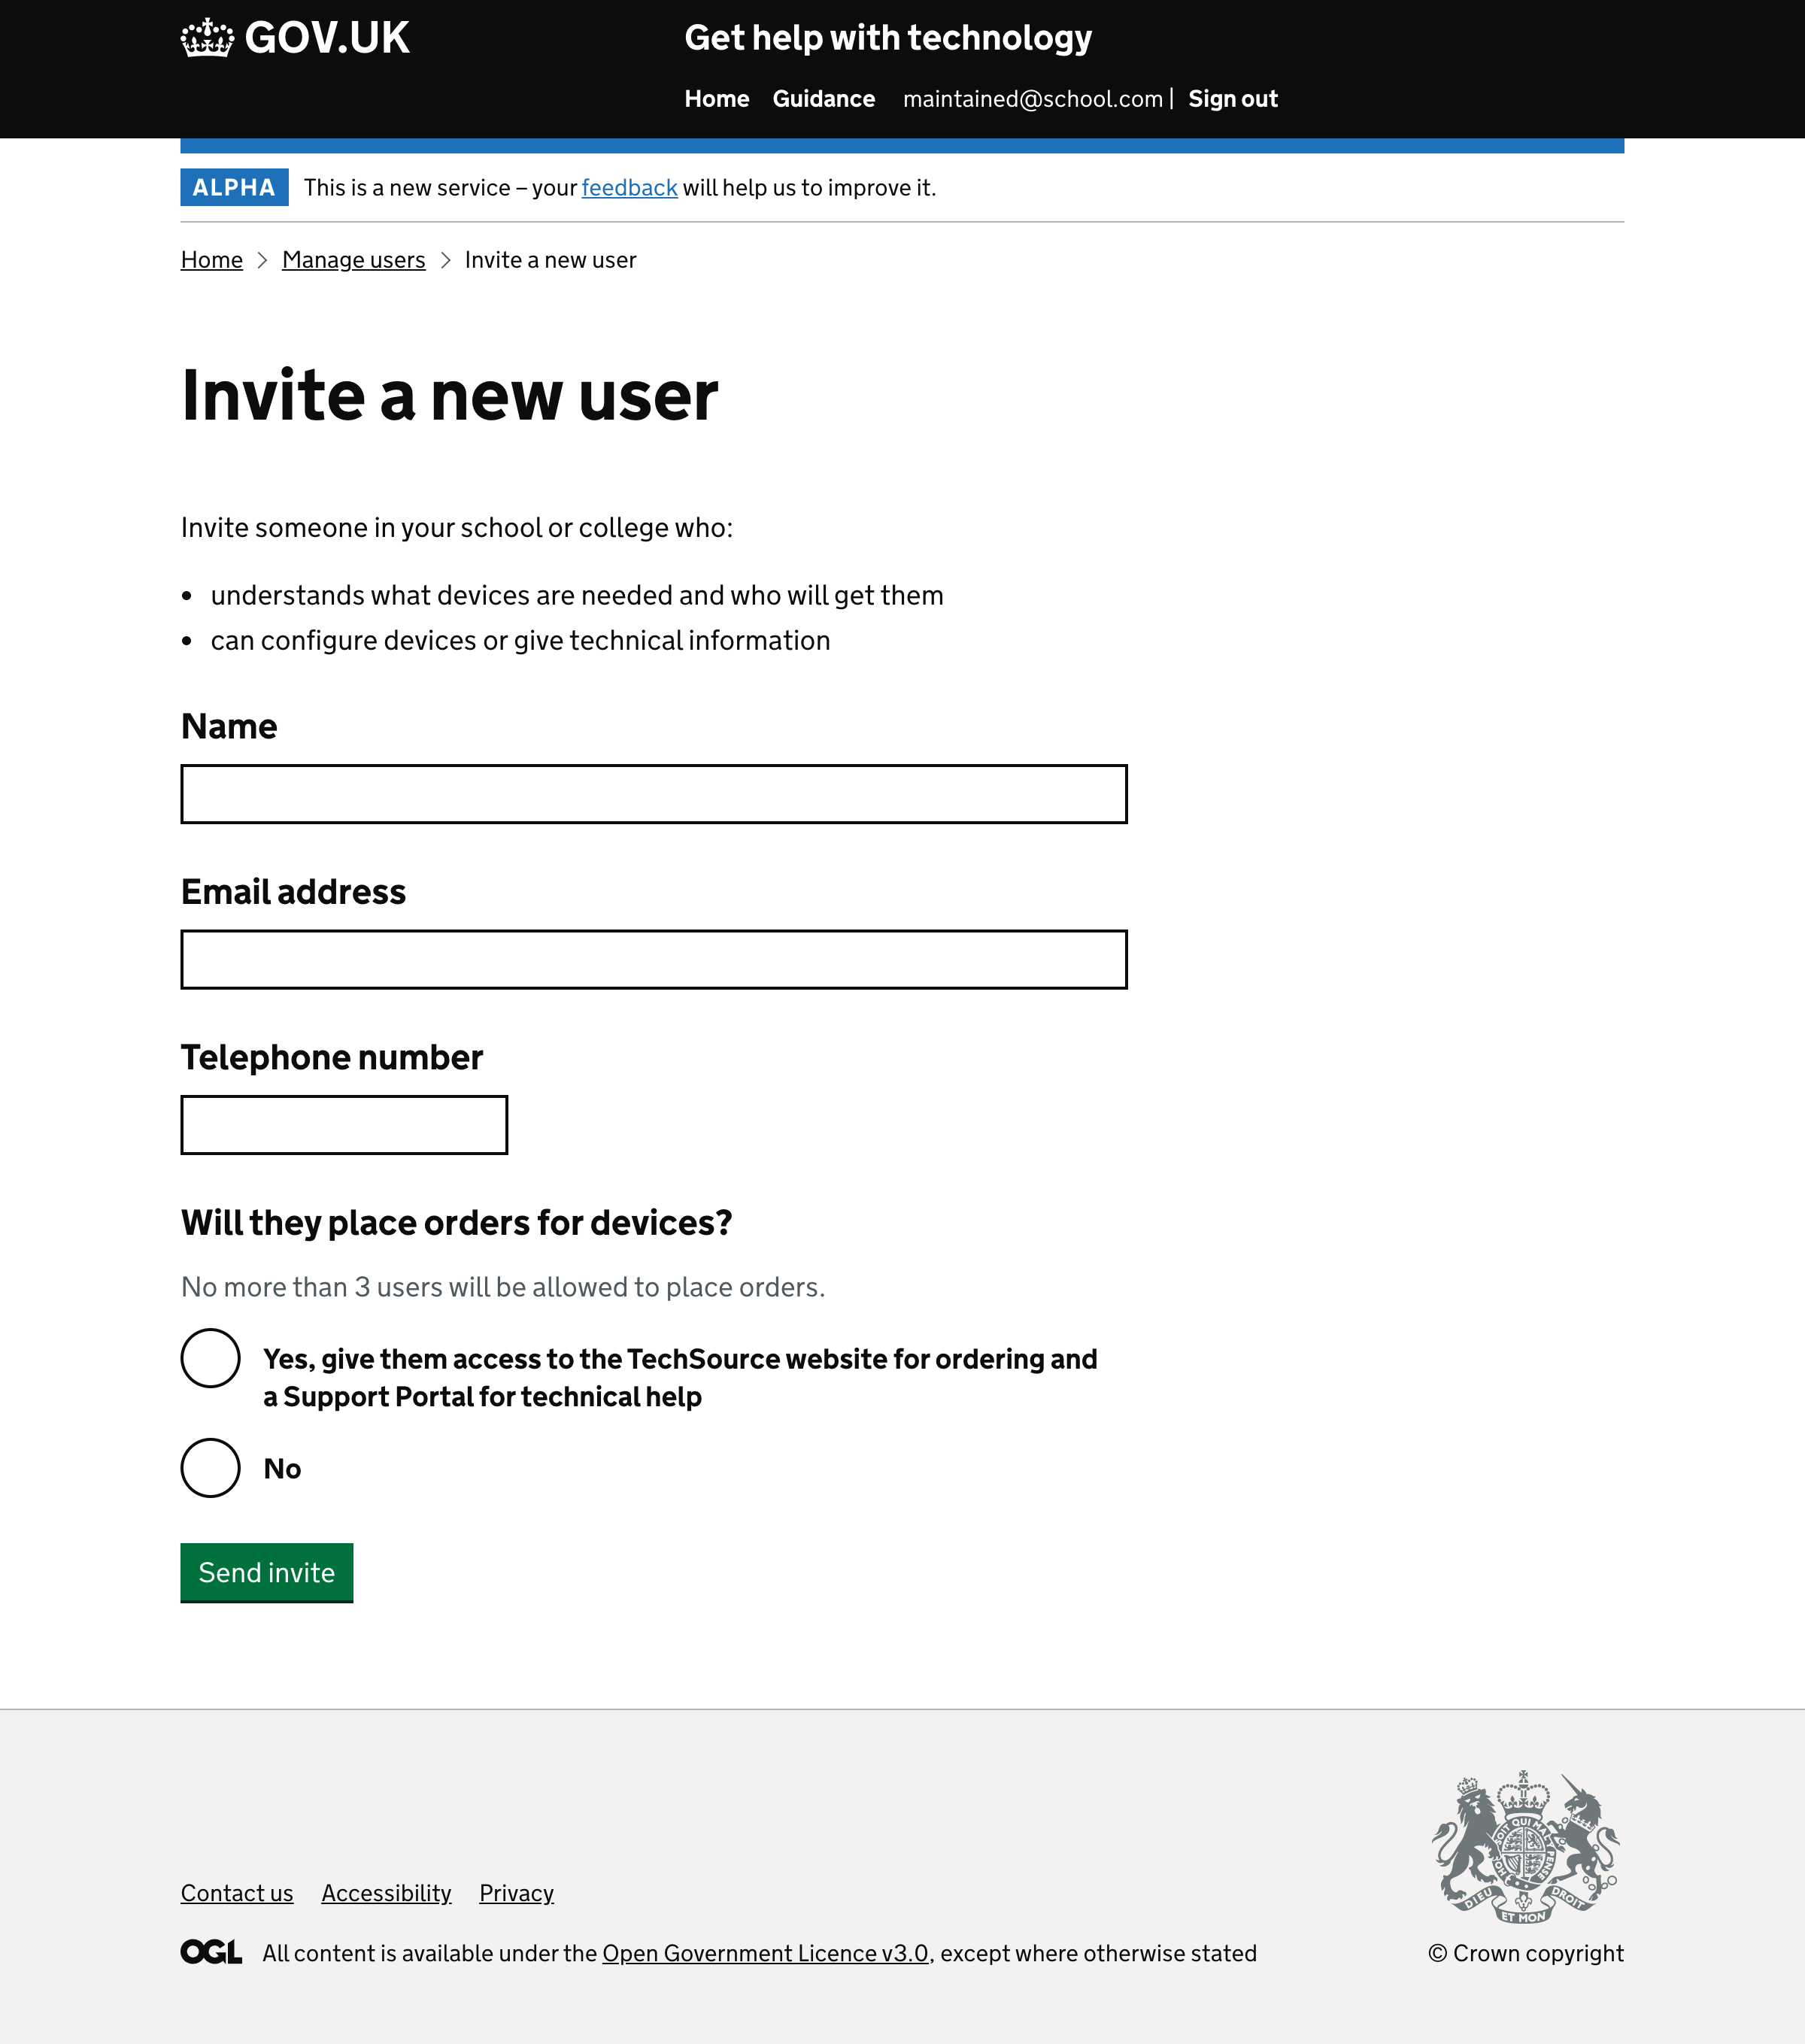 GOV.UK
Get help with technology
Home Guidance maintained@school.com | Sign out
ALPHA This is a new service – your feedback will help us to improve it.
Home > Manage users > Invite a new user
Invite a new user
Invite someone in your school or college who:
• understands what devices are needed and who will get them
• can configure devices or give technical information
Name
Email address
Telephone number
Will they place orders for devices?
No more than 3 users will be allowed to place orders.
Yes, give them access to the TechSource website for ordering and
a Support Portal for technical help
No
Send invite
Contact us Accessibility Privacy
DIEU ET MON DROIT
OGL All content is available under the Open Government Licence v3.0, except where otherwise stated
© Crown copyright